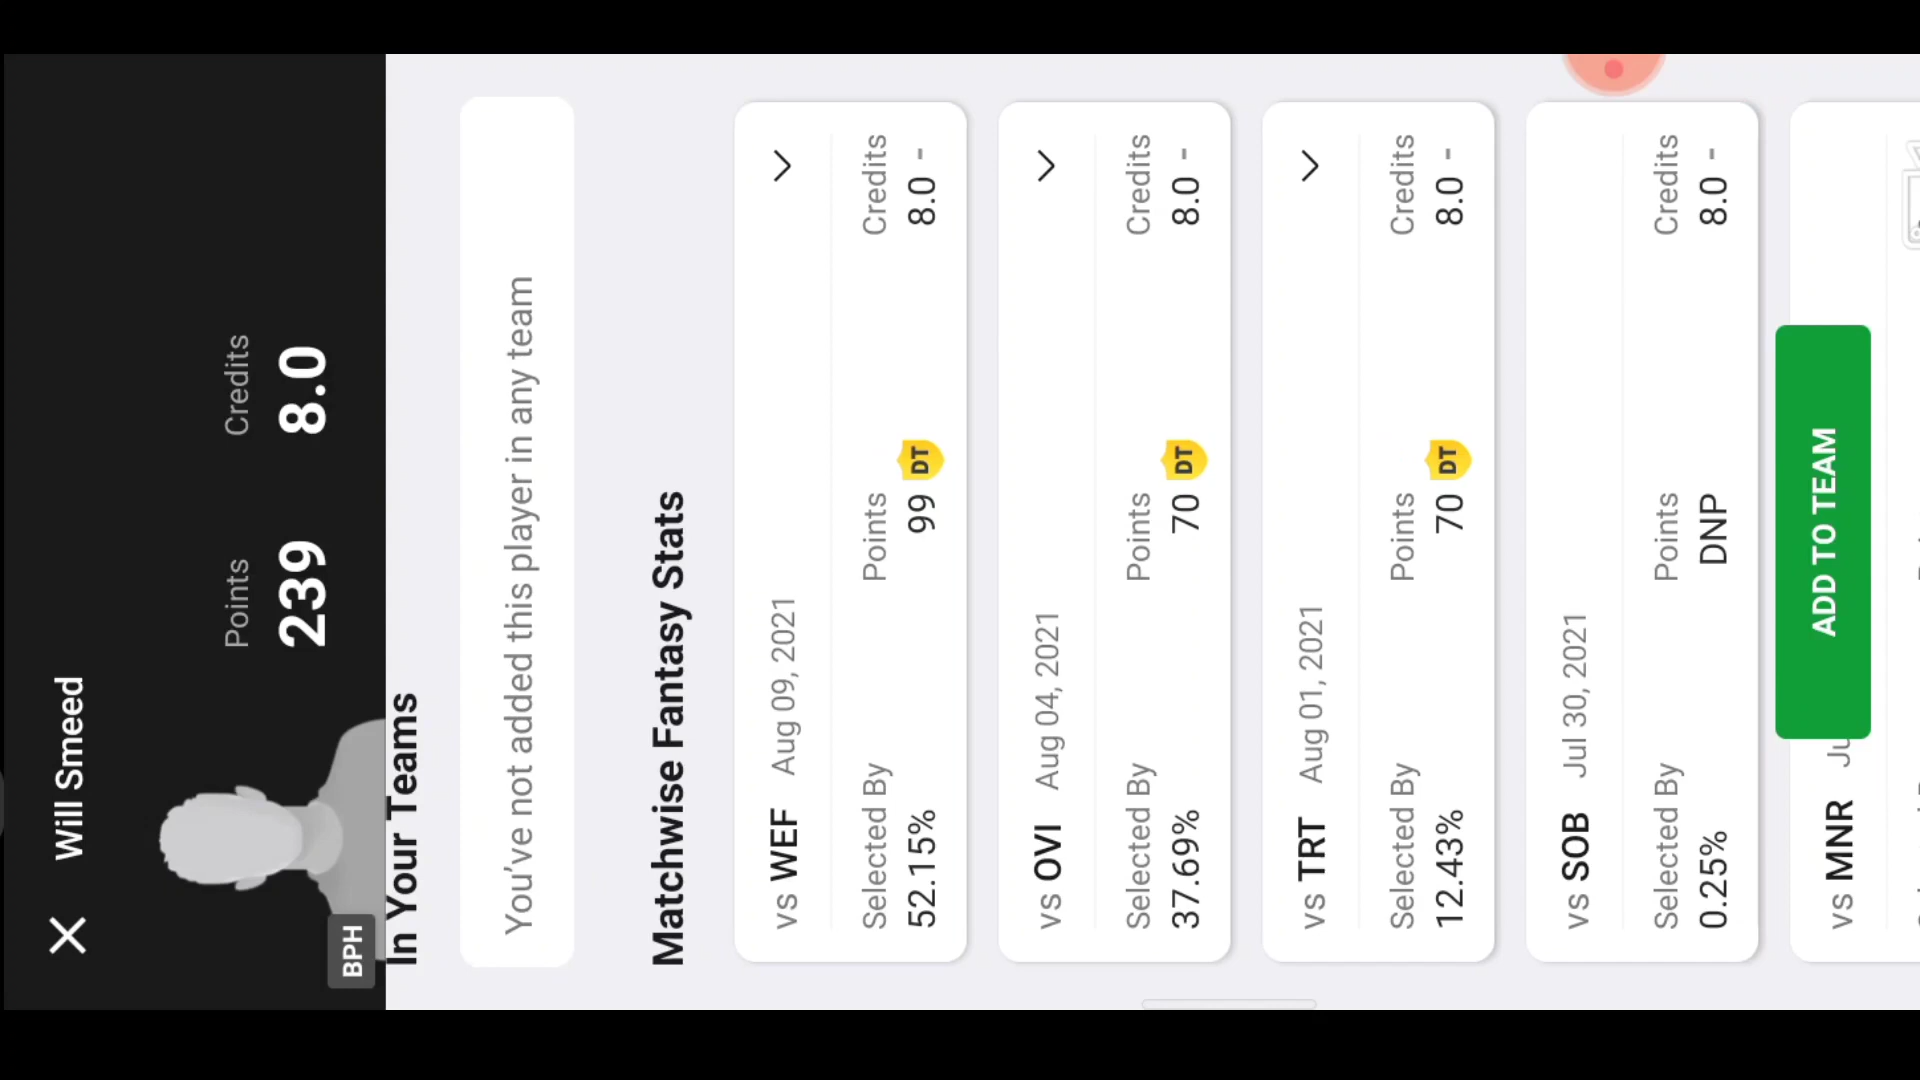 Will Smeed
Points
Credits
239
8.0
BPH
In Your Teams
You've not added this player in any team
Matchwise Fantasy Stats
vs WEF Aug 09, 2021
Selected By
Points
Credits
52.15%
99 DT
8.0 -
vs OVI Aug 04, 2021
Selected By
Points
Credits
37.69%
70 DT
8.0 -
vs TRT Aug 01, 2021
Selected By
Points
Credits
12.43%
70 DT
8.0 -
vs SOB Jul 30, 2021
Selected By
Points
Credits
0.25%
DNP
8.0 -
ADD TO TEAM
vs MNR